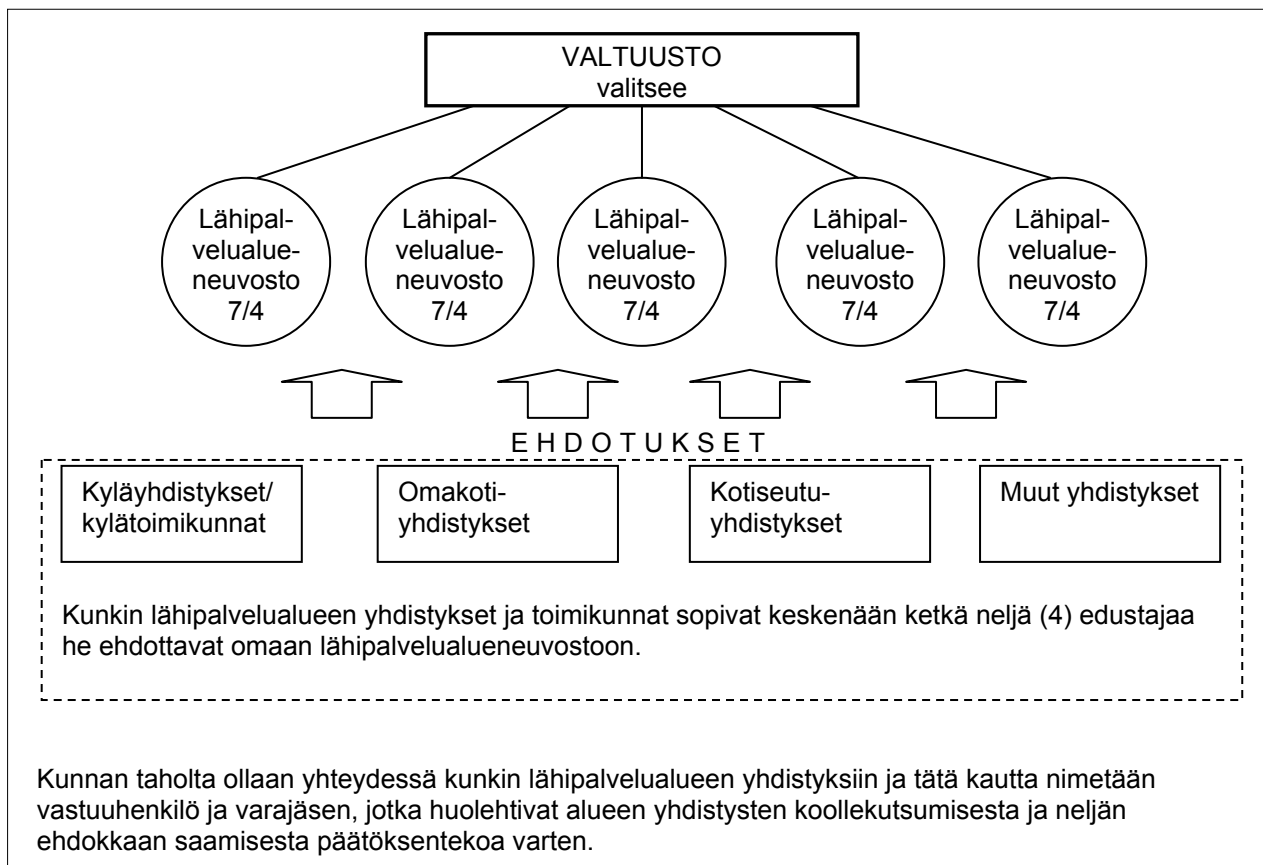 VALTUUSTO
valitsee
Lähipal-
velualue-
neuvosto
7/4
Lähipal-
velualue-
neuvosto
7/4
Lähipal-
velualue-
neuvosto
7/4
Lähipal-
velualue-
neuvosto
7/4
Lähipal-
velualue-
neuvosto
7/4
E H D O T U K S E T
Kyläyhdistykset/
kylätoimikunnat
Omakoti-
yhdistykset
Kotiseutu-
yhdistykset
Muut yhdistykset
Kunkin lähipalvelualueen yhdistykset ja toimikunnat sopivat keskenään ketkä neljä (4) edustajaa
he ehdottavat omaan lähipalvelualueneuvostoon.
Kunnan taholta ollaan yhteydessä kunkin lähipalvelualueen yhdistyksiin ja tätä kautta nimetään
vastuuhenkilö ja varajäsen, jotka huolehtivat alueen yhdistysten koollekutsumisesta ja neljän
ehdokkaan saamisesta päätöksentekoa varten.